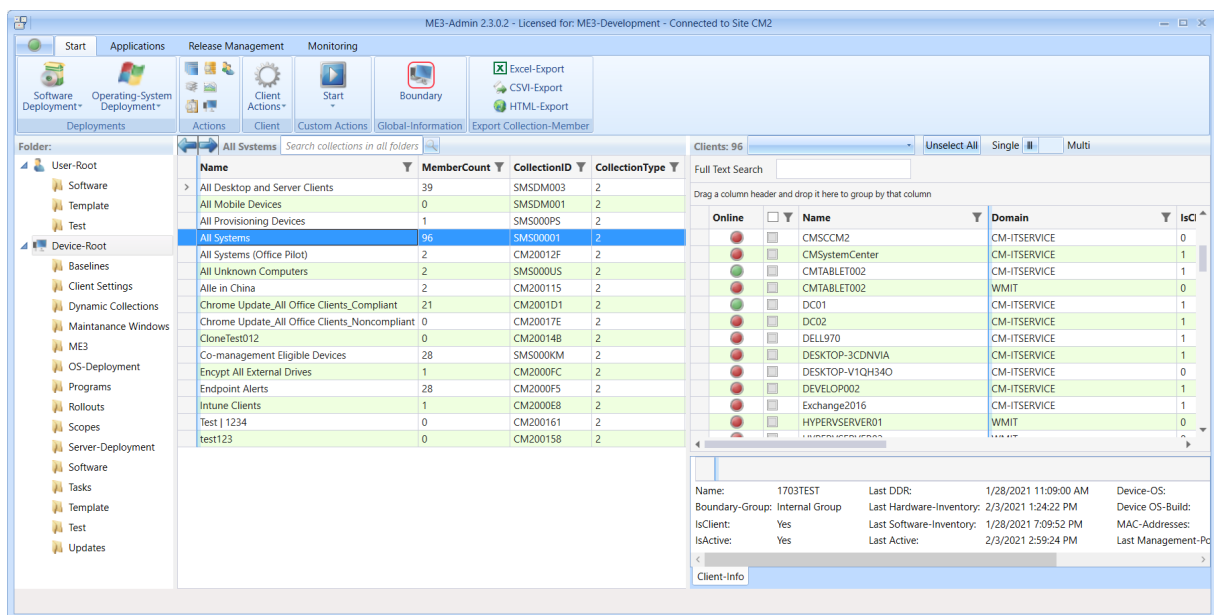 ME3-Admin 2.3.0.2 - Licensed for: ME3-Development - Connected to Site CM2
Start Applications Release Management Monitoring
Software Deployment Operating-System Deployment Client Actions Start Boundary Excel-Export
CSVI-Export
HTML-Export
Deployments Actions Client Custom Actions Global-Information Export Collection-Member
Folder:
User-Root
Software
Template
Test
Device-Root
Baselines
Client Settings
Dynamic Collections
Maintanance Windows
ME3
OS-Deployment
Programs
Rollouts
Scopes
Server-Deployment
Software
Tasks
Template
Test
Updates
All Systems Search collections in all folders
Name MemberCount CollectionID CollectionType
All Desktop and Server Clients 39 SMSDM003 2
All Mobile Devices 0 SMSDM001 2
All Provisioning Devices 1 SMS000PS 2
All Systems 96 SMS00001 2
All Systems (Office Pilot) 2 CM20012F 2
All Unknown Computers 2 SMS000US 2
Alle in China 2 CM200115 2
Chrome Update_All Office Clients_Compliant 21 CM2001D1 2
Chrome Update_All Office Clients_Noncompliant 0 CM20017E 2
CloneTest012 0 CM20014B 2
Co-management Eligible Devices 28 SMS000KM 2
Encypt All External Drives 1 CM2000FC 2
Endpoint Alerts 28 CM2000F5 2
Intune Clients 1 CM2000E8 2
Test | 1234 0 CM200161 2
test123 0 CM200158 2
Clients: 96 Unselect All Single Multi
Full Text Search
Drag a column header and drop it here to group by that column
Online Name Domain IsCl
CMSCCM2 CM-ITSERVICE 0
CMSystemCenter CM-ITSERVICE 1
CMTABLET002 CM-ITSERVICE 1
CMTABLET002 WMIT 0
DC01 CM-ITSERVICE 1
DC02 CM-ITSERVICE 1
DELL970 CM-ITSERVICE 1
DESKTOP-3CDNVIA CM-ITSERVICE 1
DESKTOP-V1QH34O CM-ITSERVICE 0
DEVELOP002 CM-ITSERVICE 1
Exchange2016 CM-ITSERVICE 1
HYPERVSERVER01 WMIT 0
Name: 1703TEST Last DDR: 1/28/2021 11:09:00 AM Device-OS:
Boundary-Group: Internal Group Last Hardware-Inventory: 2/3/2021 1:24:22 PM Device OS-Build:
IsClient: Yes Last Software-Inventory: 1/28/2021 7:09:52 PM MAC-Addresses:
IsActive: Yes Last Active: 2/3/2021 2:59:24 PM Last Management-Po
Client-Info